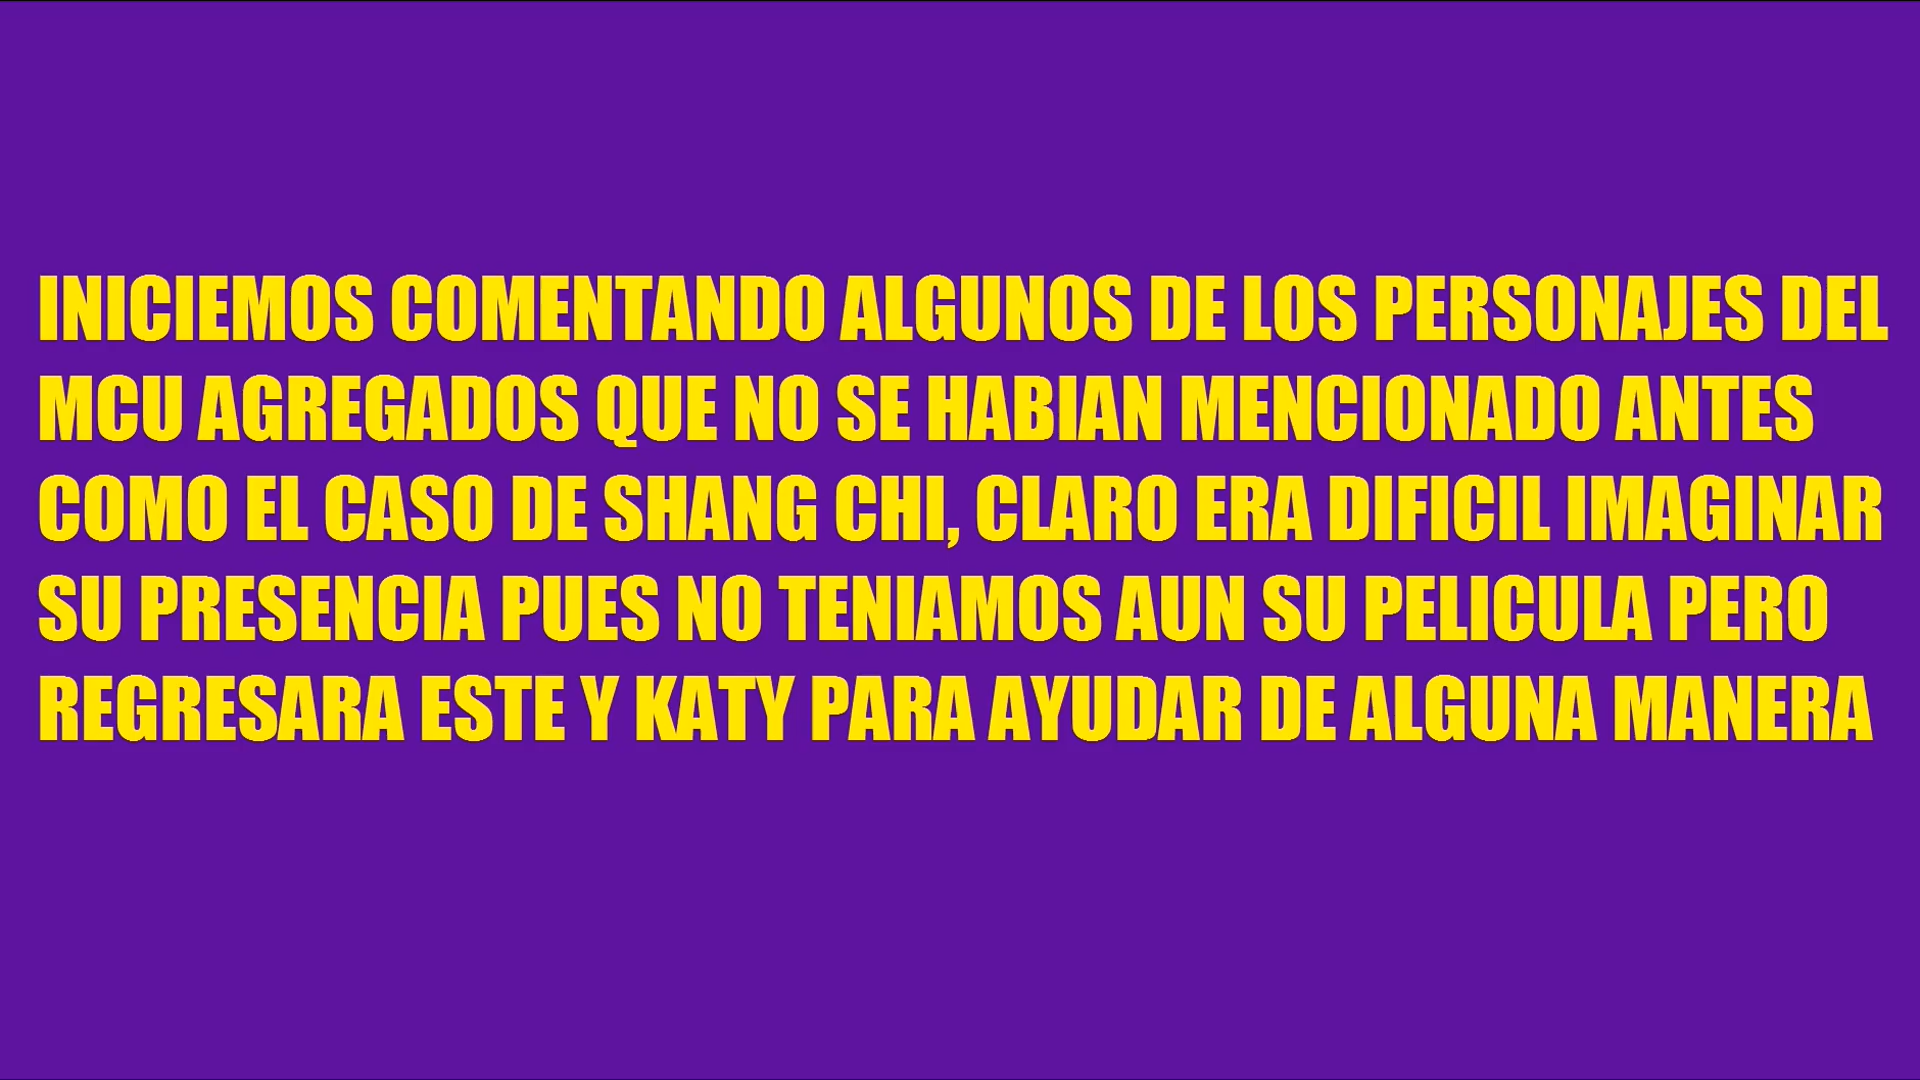 INICIEMOS COMENTANDO ALGUNOS DE LOS PERSONAJES DEL
MCU AGREGADOS QUE NO SE HABIAN MENCIONADO ANTES
COMO EL CASO DE SHANG CHI, CLARO ERA DIFICIL IMAGINAR
SU PRESENCIA PUES NO TENIAMOS AUN SU PELICULA PERO
REGRESARA ESTE Y KATY PARA AYUDAR DE ALGUNA MANERA